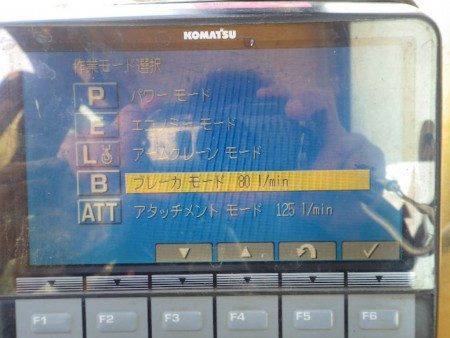 KOMATSU
作業モード選択
P パワーモード
E エコノミーモード
L アームクレーンモード
B ブレーカモード 80 l/min
ATT アタッチメントモード 125 l/min
F1 F2 F3 F4 F5 F6